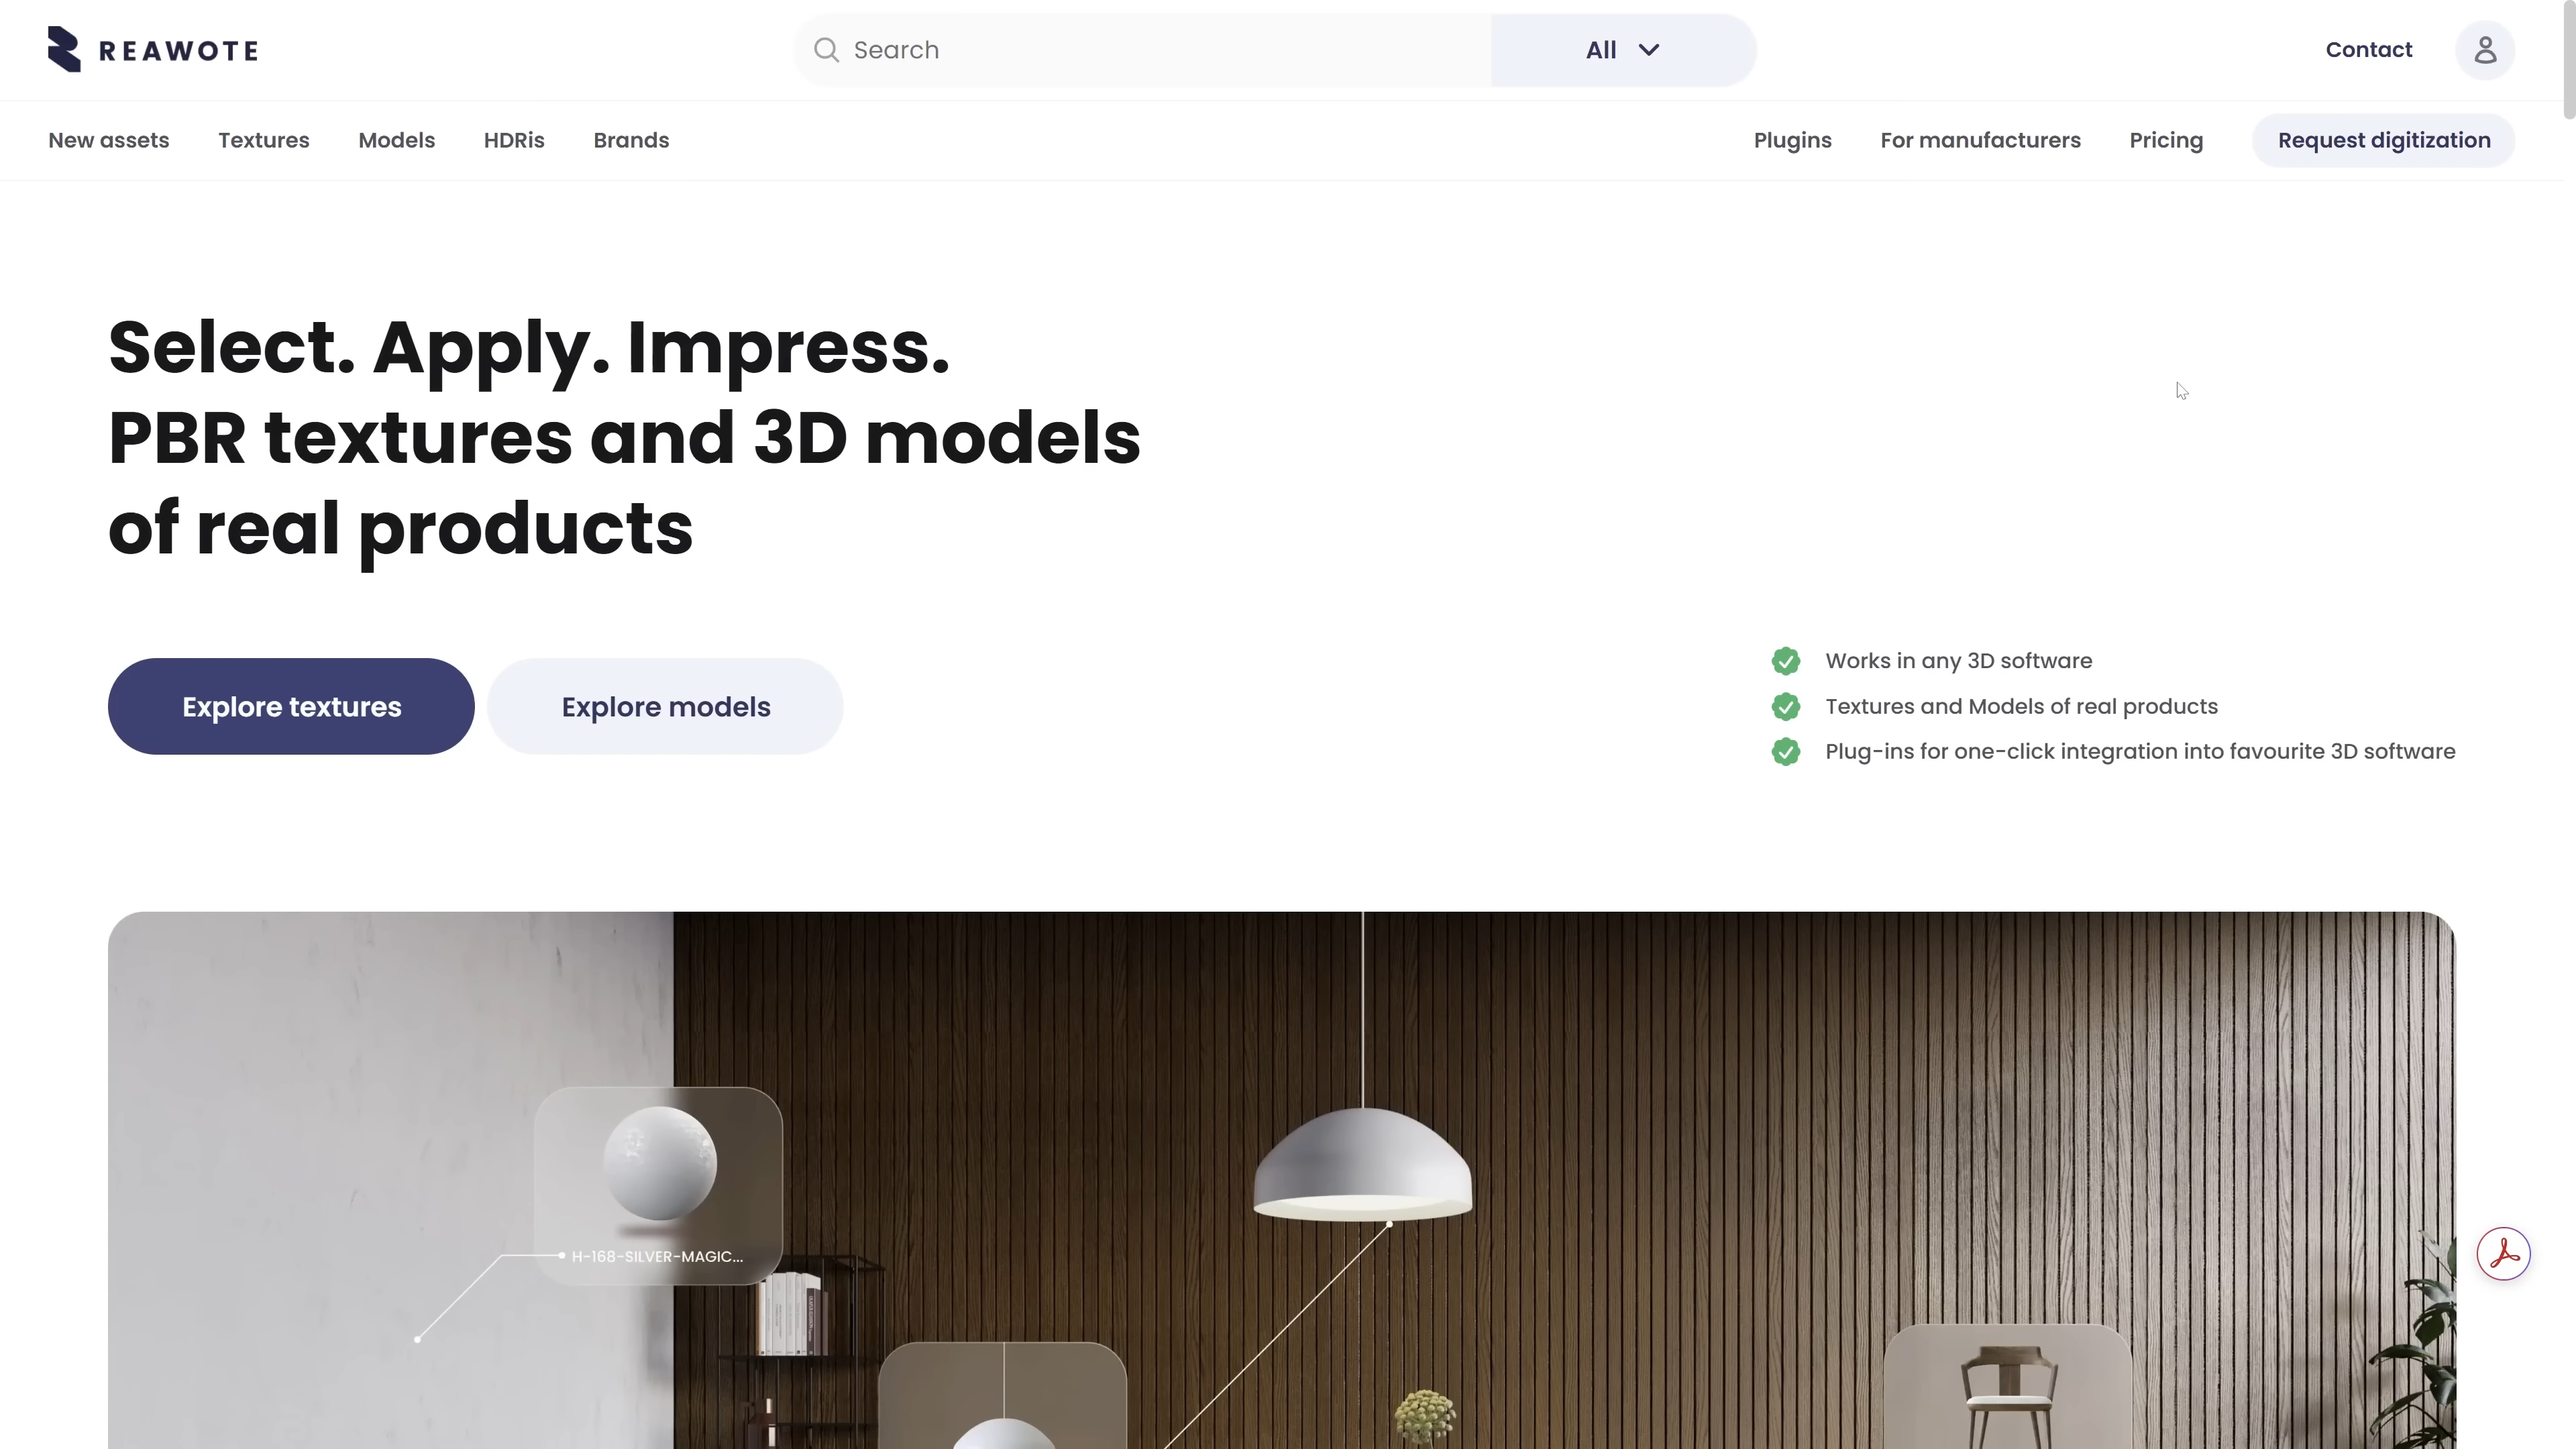 REAWOTE
Search
All
Contact
New assets
Textures
Models
HDRis
Brands
Plugins
For manufacturers
Pricing
Request digitization
Select. Apply. Impress.
PBR textures and 3D models
of real products
Explore textures
Explore models
Works in any 3D software
Textures and Models of real products
Plug-ins for one-click integration into favourite 3D software
H-168-SILVER-MAGIC...